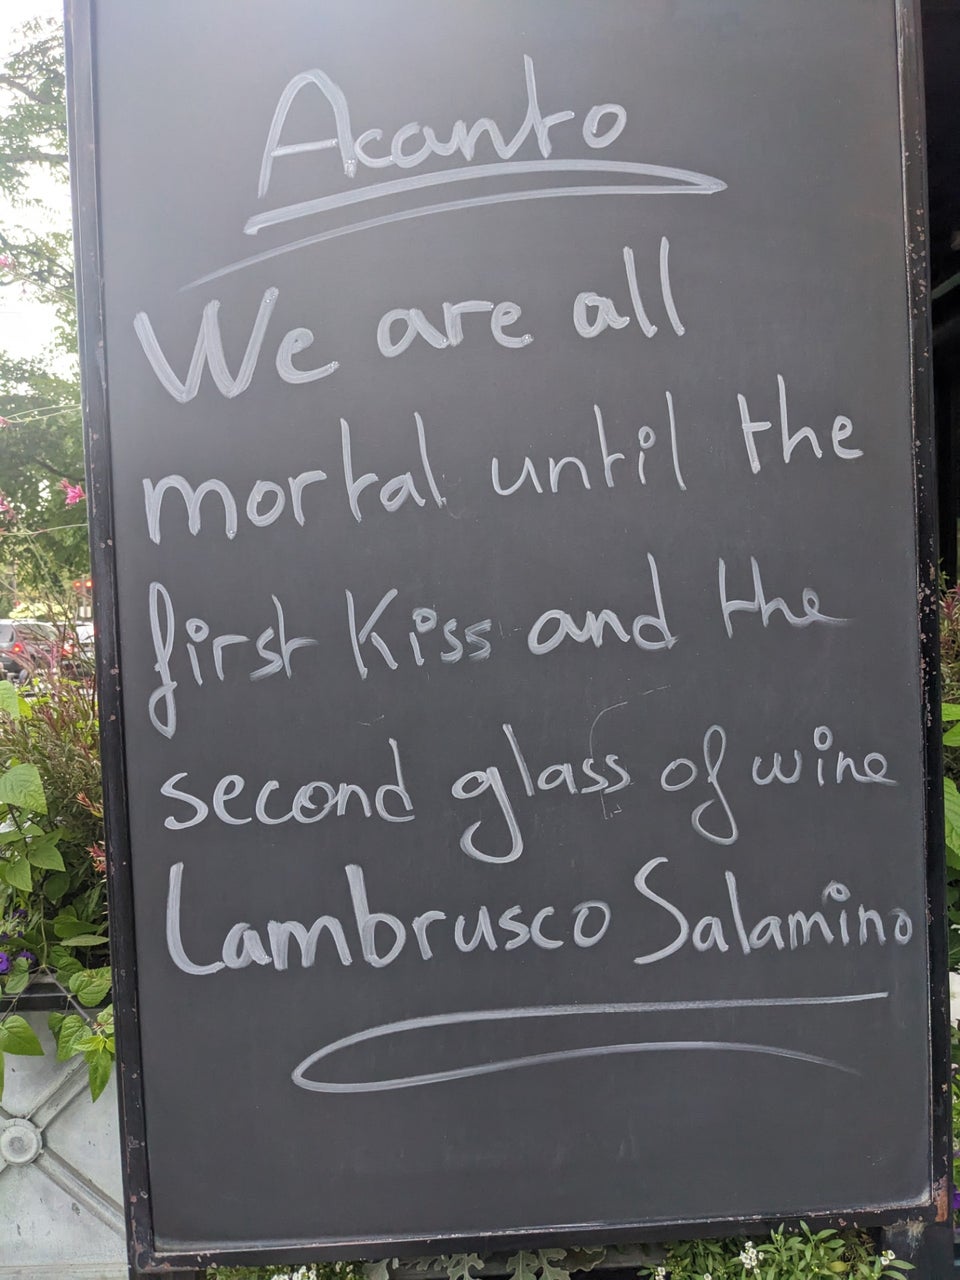 Acanto
We are all
mortal until the
first Kiss and the
second glass of wine
Lambrusco Salamino